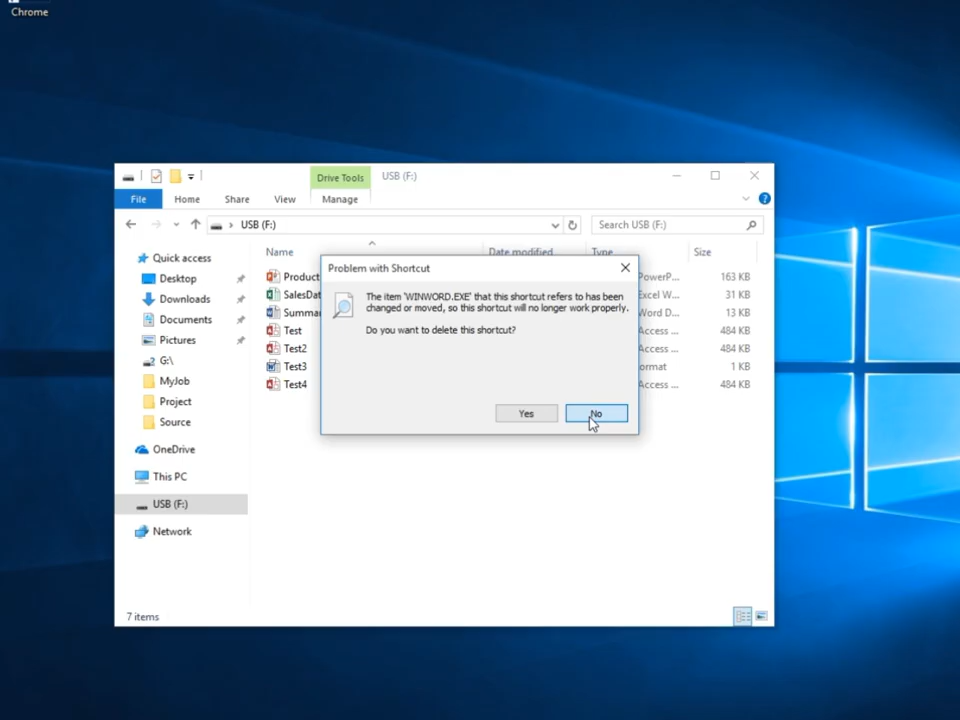 Chrome
Drive Tools
USB (F:)
File
Home
Share
View
Manage
USB (F:)
Search USB (F:)
Name
Date modified
Type
Size
Quick access
Desktop
Downloads
Documents
Pictures
G:\
MyJob
Project
Source
OneDrive
This PC
USB (F:)
Network
Product
PowerP...
163 KB
SalesDat
Excel W...
31 KB
Summa
Word D...
13 KB
Test
Access ...
484 KB
Test2
Access ...
484 KB
Test3
ormat
1 KB
Test4
Access ...
484 KB
Problem with Shortcut
The item 'WINWORD.EXE' that this shortcut refers to has been
changed or moved, so this shortcut will no longer work properly.
Do you want to delete this shortcut?
Yes
No
7 items